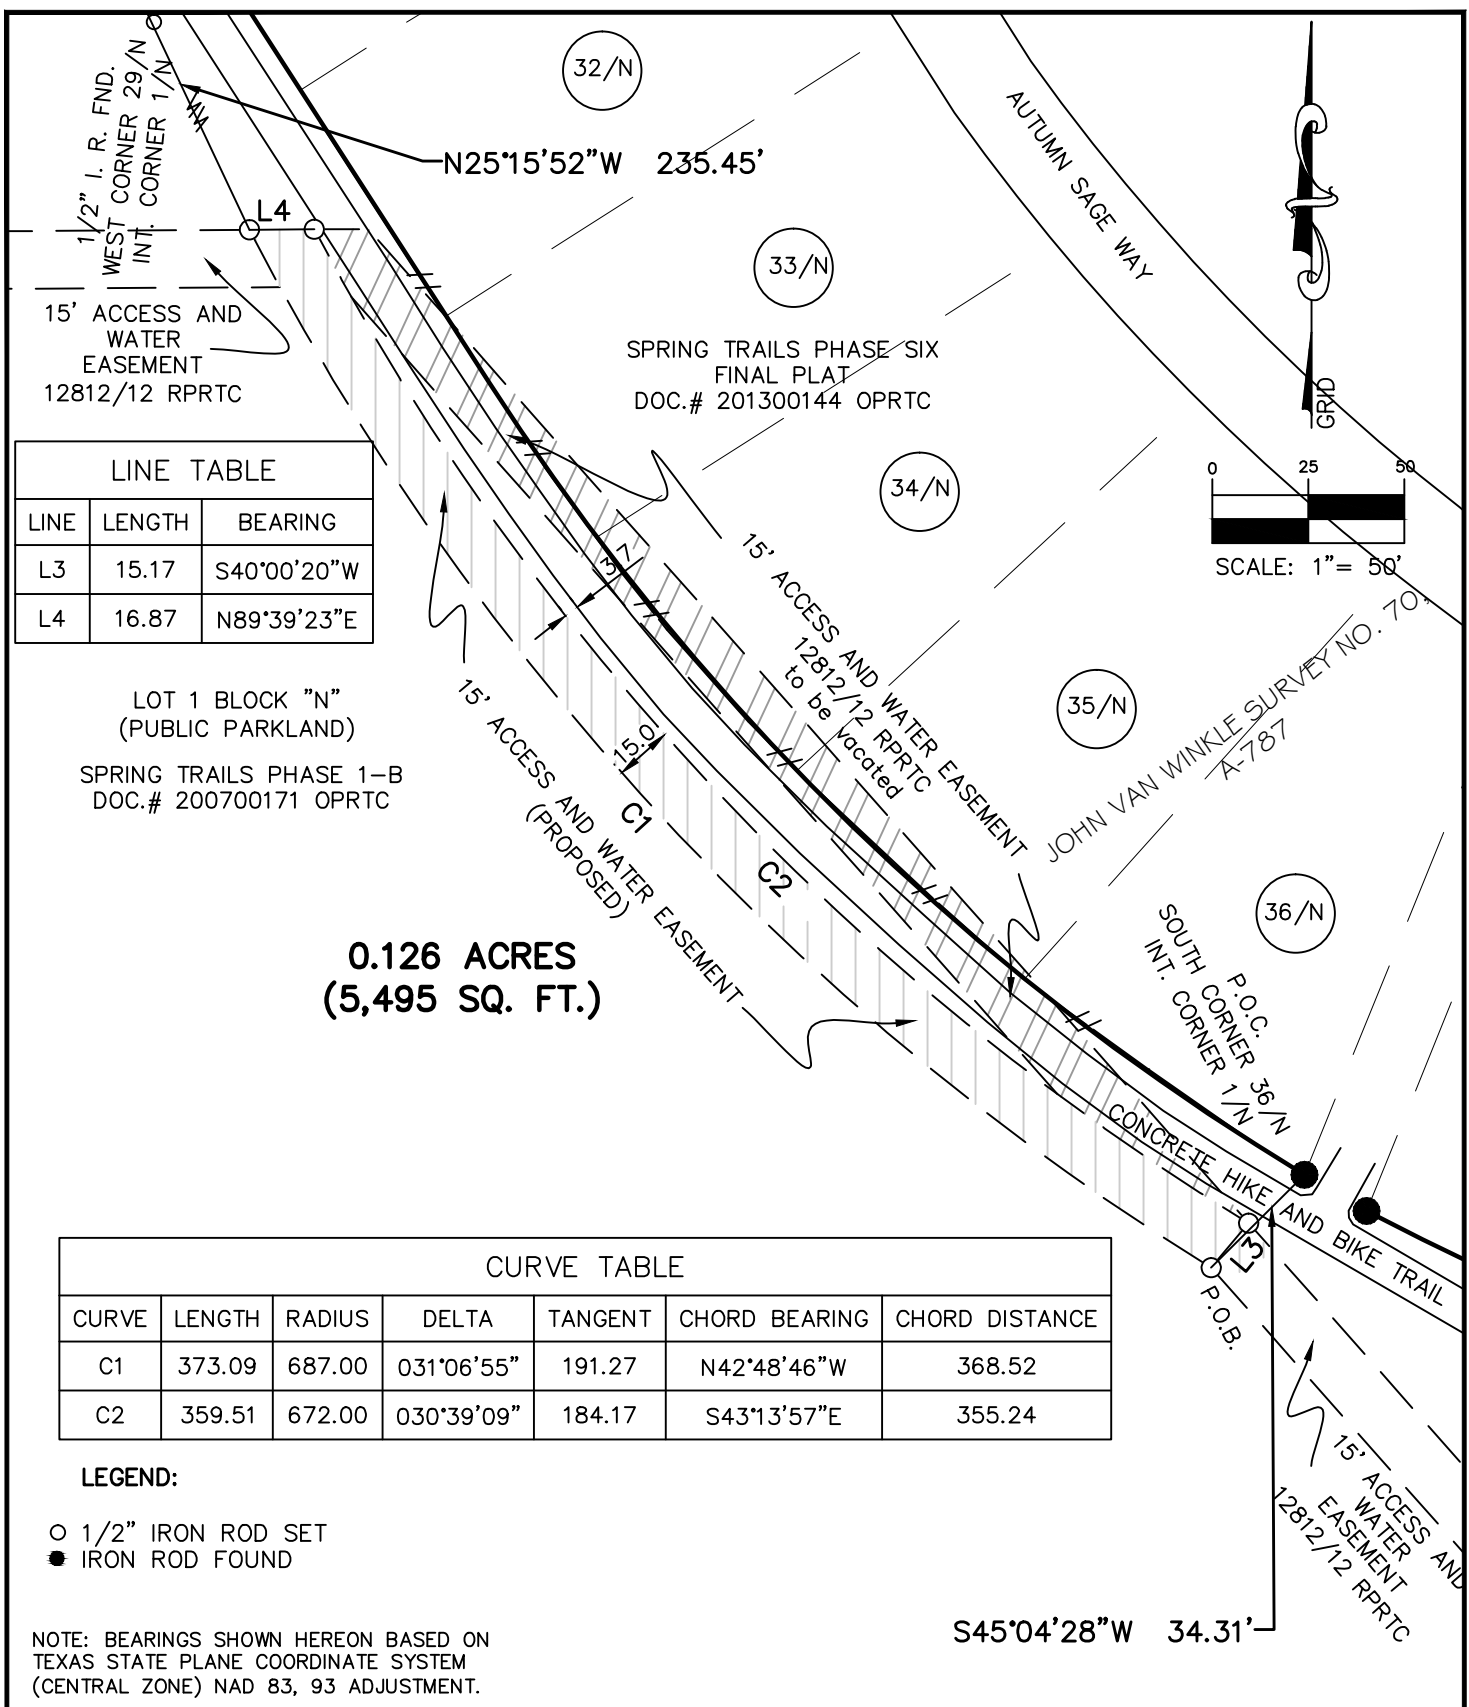 32/N
1/2" I. R. FND.
WEST CORNER 29/N
INT. CORNER 1/N
N25°15'52"W 235.45'
AUTUMN SAGE WAY
L4
33/N
15' ACCESS AND
WATER
EASEMENT
12812/12 RPRTC
SPRING TRAILS PHASE SIX
FINAL PLAT
DOC.# 201300144 OPRTC
GRID
0 25 50
SCALE: 1"= 50'
LINE TABLE
LINE LENGTH BEARING
L3 15.17 S40°00'20"W
L4 16.87 N89°39'23"E
34/N
15' ACCESS AND WATER EASEMENT
12812/12 RPRTC
to be vacated
3.7
JOHN VAN WINKLE SURVEY NO. 70,
A-787
35/N
LOT 1 BLOCK "N"
(PUBLIC PARKLAND)
SPRING TRAILS PHASE 1-B
DOC.# 200700171 OPRTC
15.0
C1
C2
15' ACCESS AND WATER EASEMENT
(PROPOSED)
36/N
0.126 ACRES
(5,495 SQ. FT.)
P.O.C.
SOUTH CORNER 36/N
INT. CORNER 1/N
CONCRETE HIKE AND BIKE TRAIL
L3
P.O.B.
CURVE TABLE
CURVE LENGTH RADIUS DELTA TANGENT CHORD BEARING CHORD DISTANCE
C1 373.09 687.00 031°06'55" 191.27 N42°48'46"W 368.52
C2 359.51 672.00 030°39'09" 184.17 S43°13'57"E 355.24
LEGEND:
1/2" IRON ROD SET
IRON ROD FOUND
15' ACCESS AND
WATER
EASEMENT
12812/12 RPRTC
S45°04'28"W 34.31'
NOTE: BEARINGS SHOWN HEREON BASED ON
TEXAS STATE PLANE COORDINATE SYSTEM
(CENTRAL ZONE) NAD 83, 93 ADJUSTMENT.